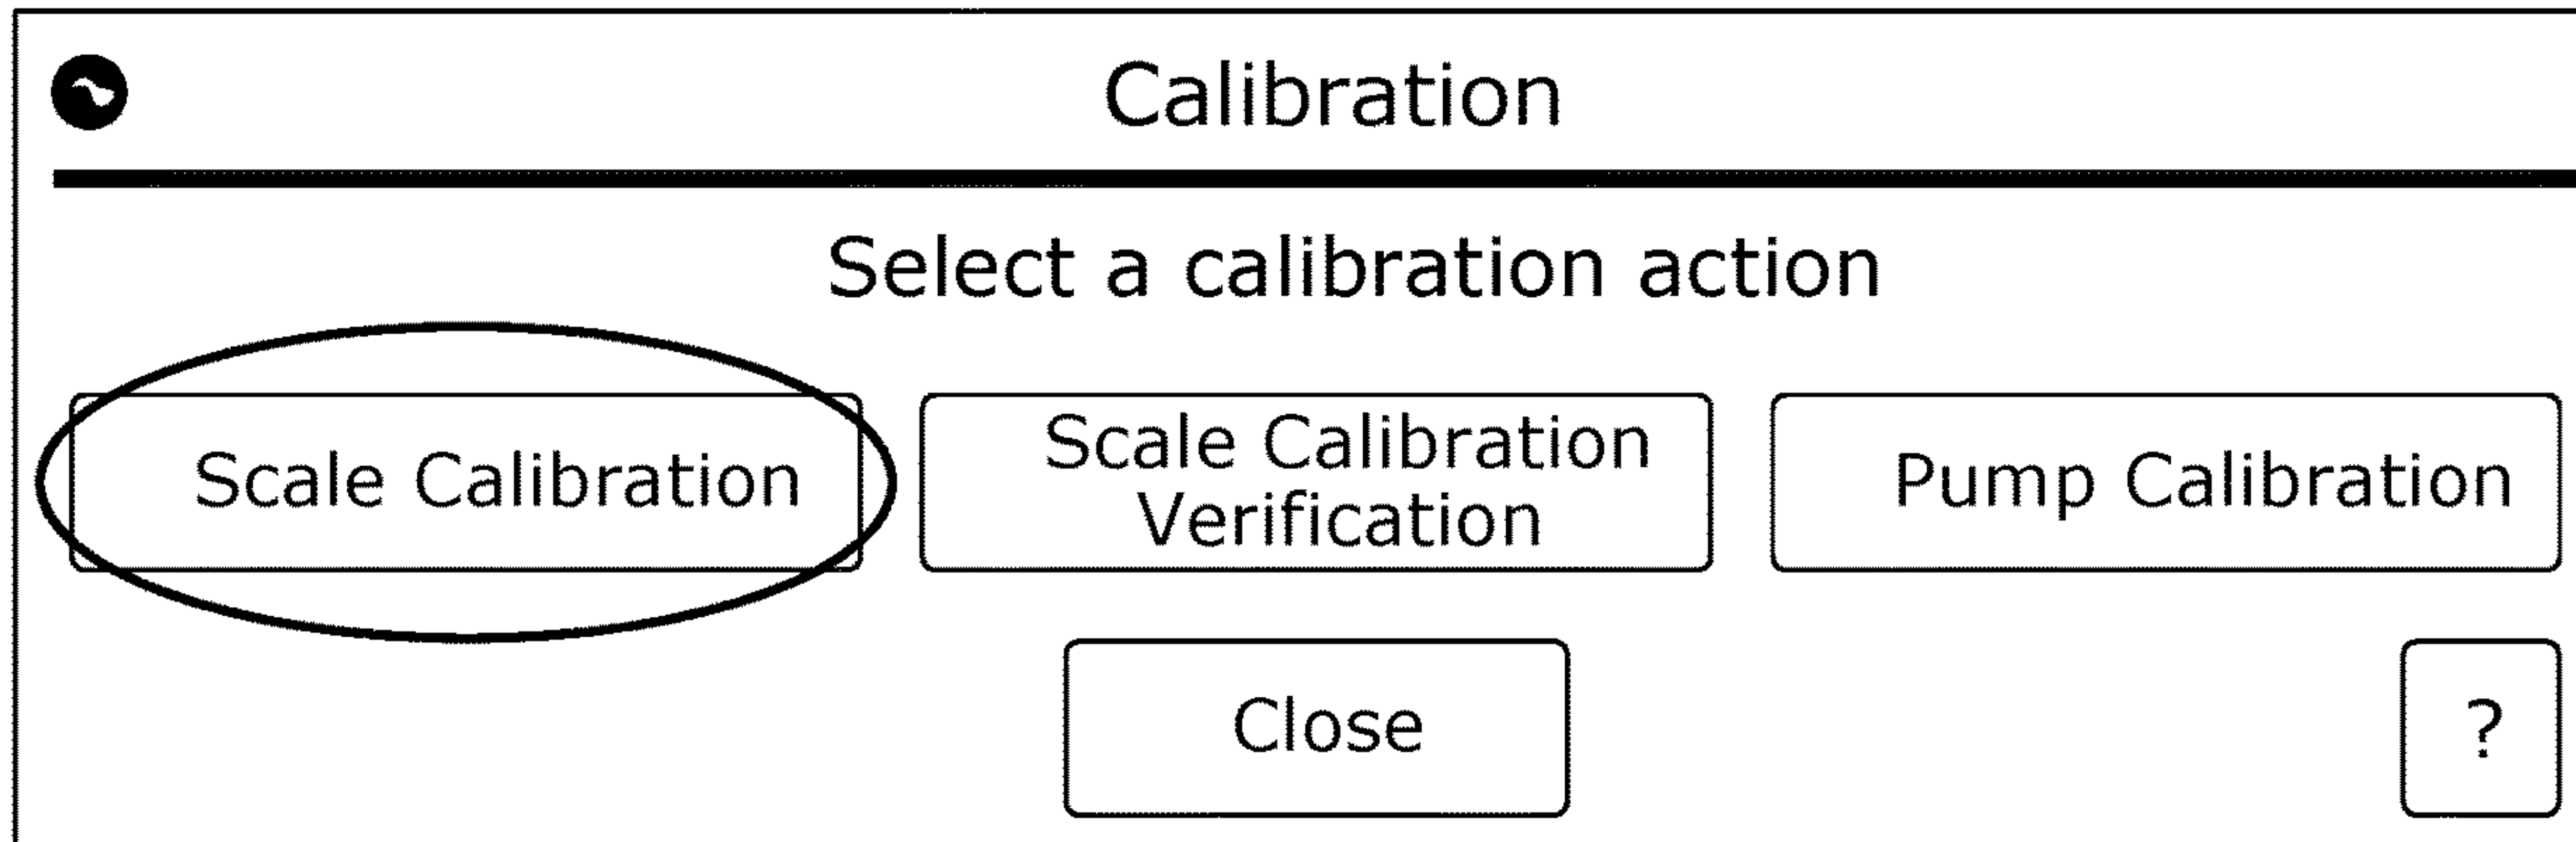 Calibration
Select a calibration action
Scale Calibration
Scale Calibration
Verification
Pump Calibration
Close
?